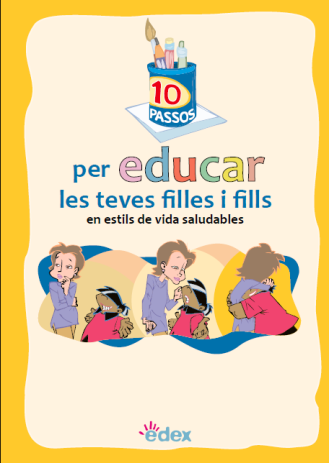 10
PASSOS
per educar
les teves filles i fills
en estils de vida saludables
edex